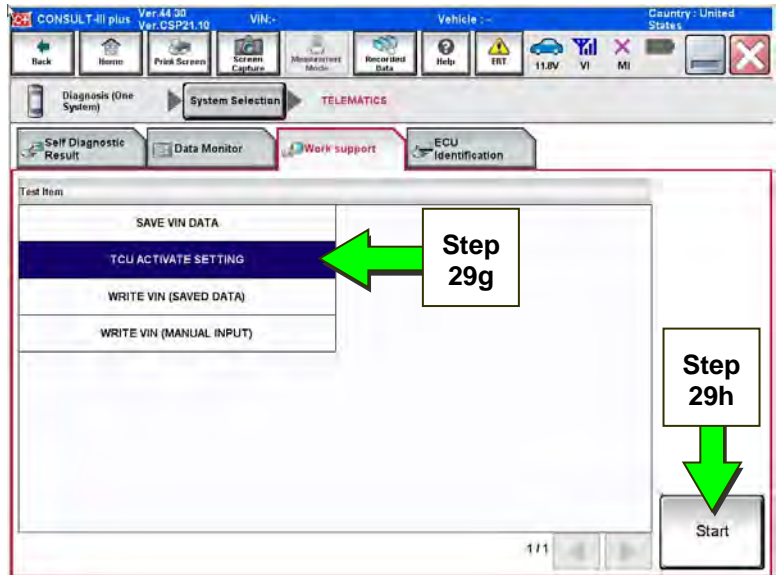 CONSULT-III plus
Ver.44.30
Ver.CSP21.10
VIN:-
Vehicle : -
Country : United
States
Back
Home
Print Screen
Screen
Capture
Measurement
Mode
Recorded
Data
Help
ERT
11.8V
VI
MI
Diagnosis (One
System)
System Selection
TELEMATICS
Self Diagnostic
Result
Data Monitor
Work support
ECU
Identification
Test Item
SAVE VIN DATA
TCU ACTIVATE SETTING
WRITE VIN (SAVED DATA)
WRITE VIN (MANUAL INPUT)
Step
29g
Step
29h
Start
1/1